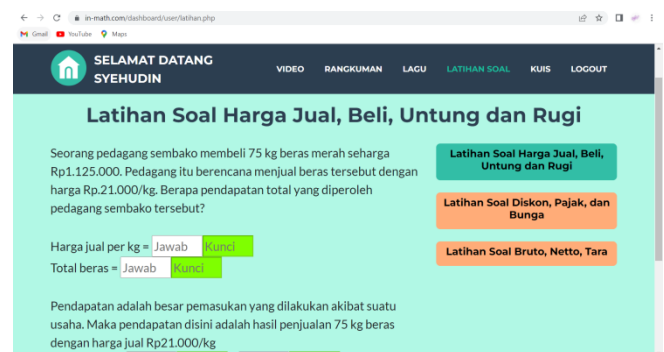 in-math.com/dashboard/user/latihan.php
Gmail YouTube Maps
SELAMAT DATANG
SYEHUDIN
VIDEO RANGKUMAN LAGU LATIHAN SOAL KUIS LOGOUT
Latihan Soal Harga Jual, Beli, Untung dan Rugi
Seorang pedagang sembako membeli 75 kg beras merah seharga
Rp1.125.000. Pedagang itu berencana menjual beras tersebut dengan
harga Rp.21.000/kg. Berapa pendapatan total yang diperoleh
pedagang sembako tersebut?
Harga jual per kg = Jawab Kunci
Total beras = Jawab Kunci
Pendapatan adalah besar pemasukan yang dilakukan akibat suatu
usaha. Maka pendapatan disini adalah hasil penjualan 75 kg beras
dengan harga jual Rp21.000/kg
Latihan Soal Harga Jual, Beli,
Untung dan Rugi
Latihan Soal Diskon, Pajak, dan
Bunga
Latihan Soal Bruto, Netto, Tara